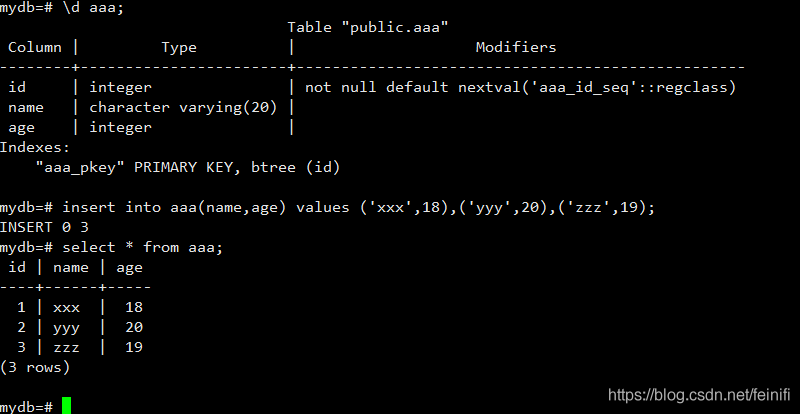 mydb=# \d aaa;
                                Table "public.aaa"
 Column |         Type          |                    Modifiers
--------+-----------------------+--------------------------------------------------
 id     | integer               | not null default nextval('aaa_id_seq'::regclass)
 name   | character varying(20) |
 age    | integer               |
Indexes:
    "aaa_pkey" PRIMARY KEY, btree (id)

mydb=# insert into aaa(name,age) values ('xxx',18),('yyy',20),('zzz',19);
INSERT 0 3
mydb=# select * from aaa;
 id | name | age
----+------+-----
  1 | xxx  |  18
  2 | yyy  |  20
  3 | zzz  |  19
(3 rows)

mydb=#
https://blog.csdn.net/feinifi